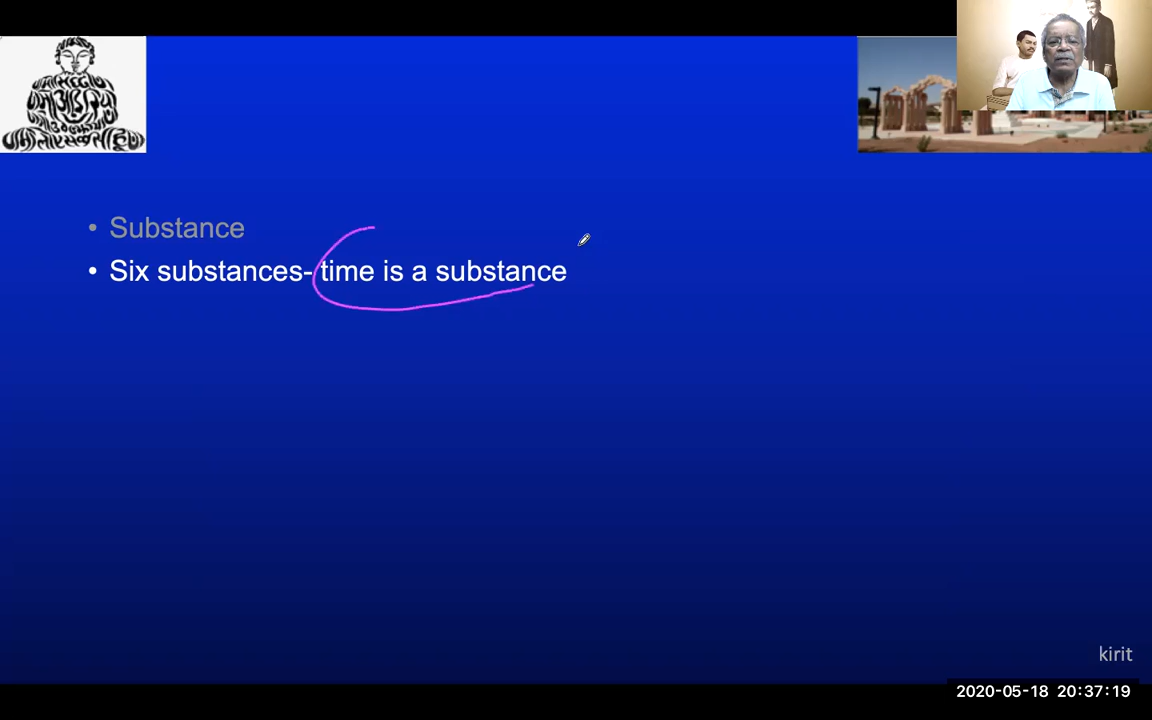 • Substance
• Six substances- time is a substance
kirit
2020-05-18 20:37:19